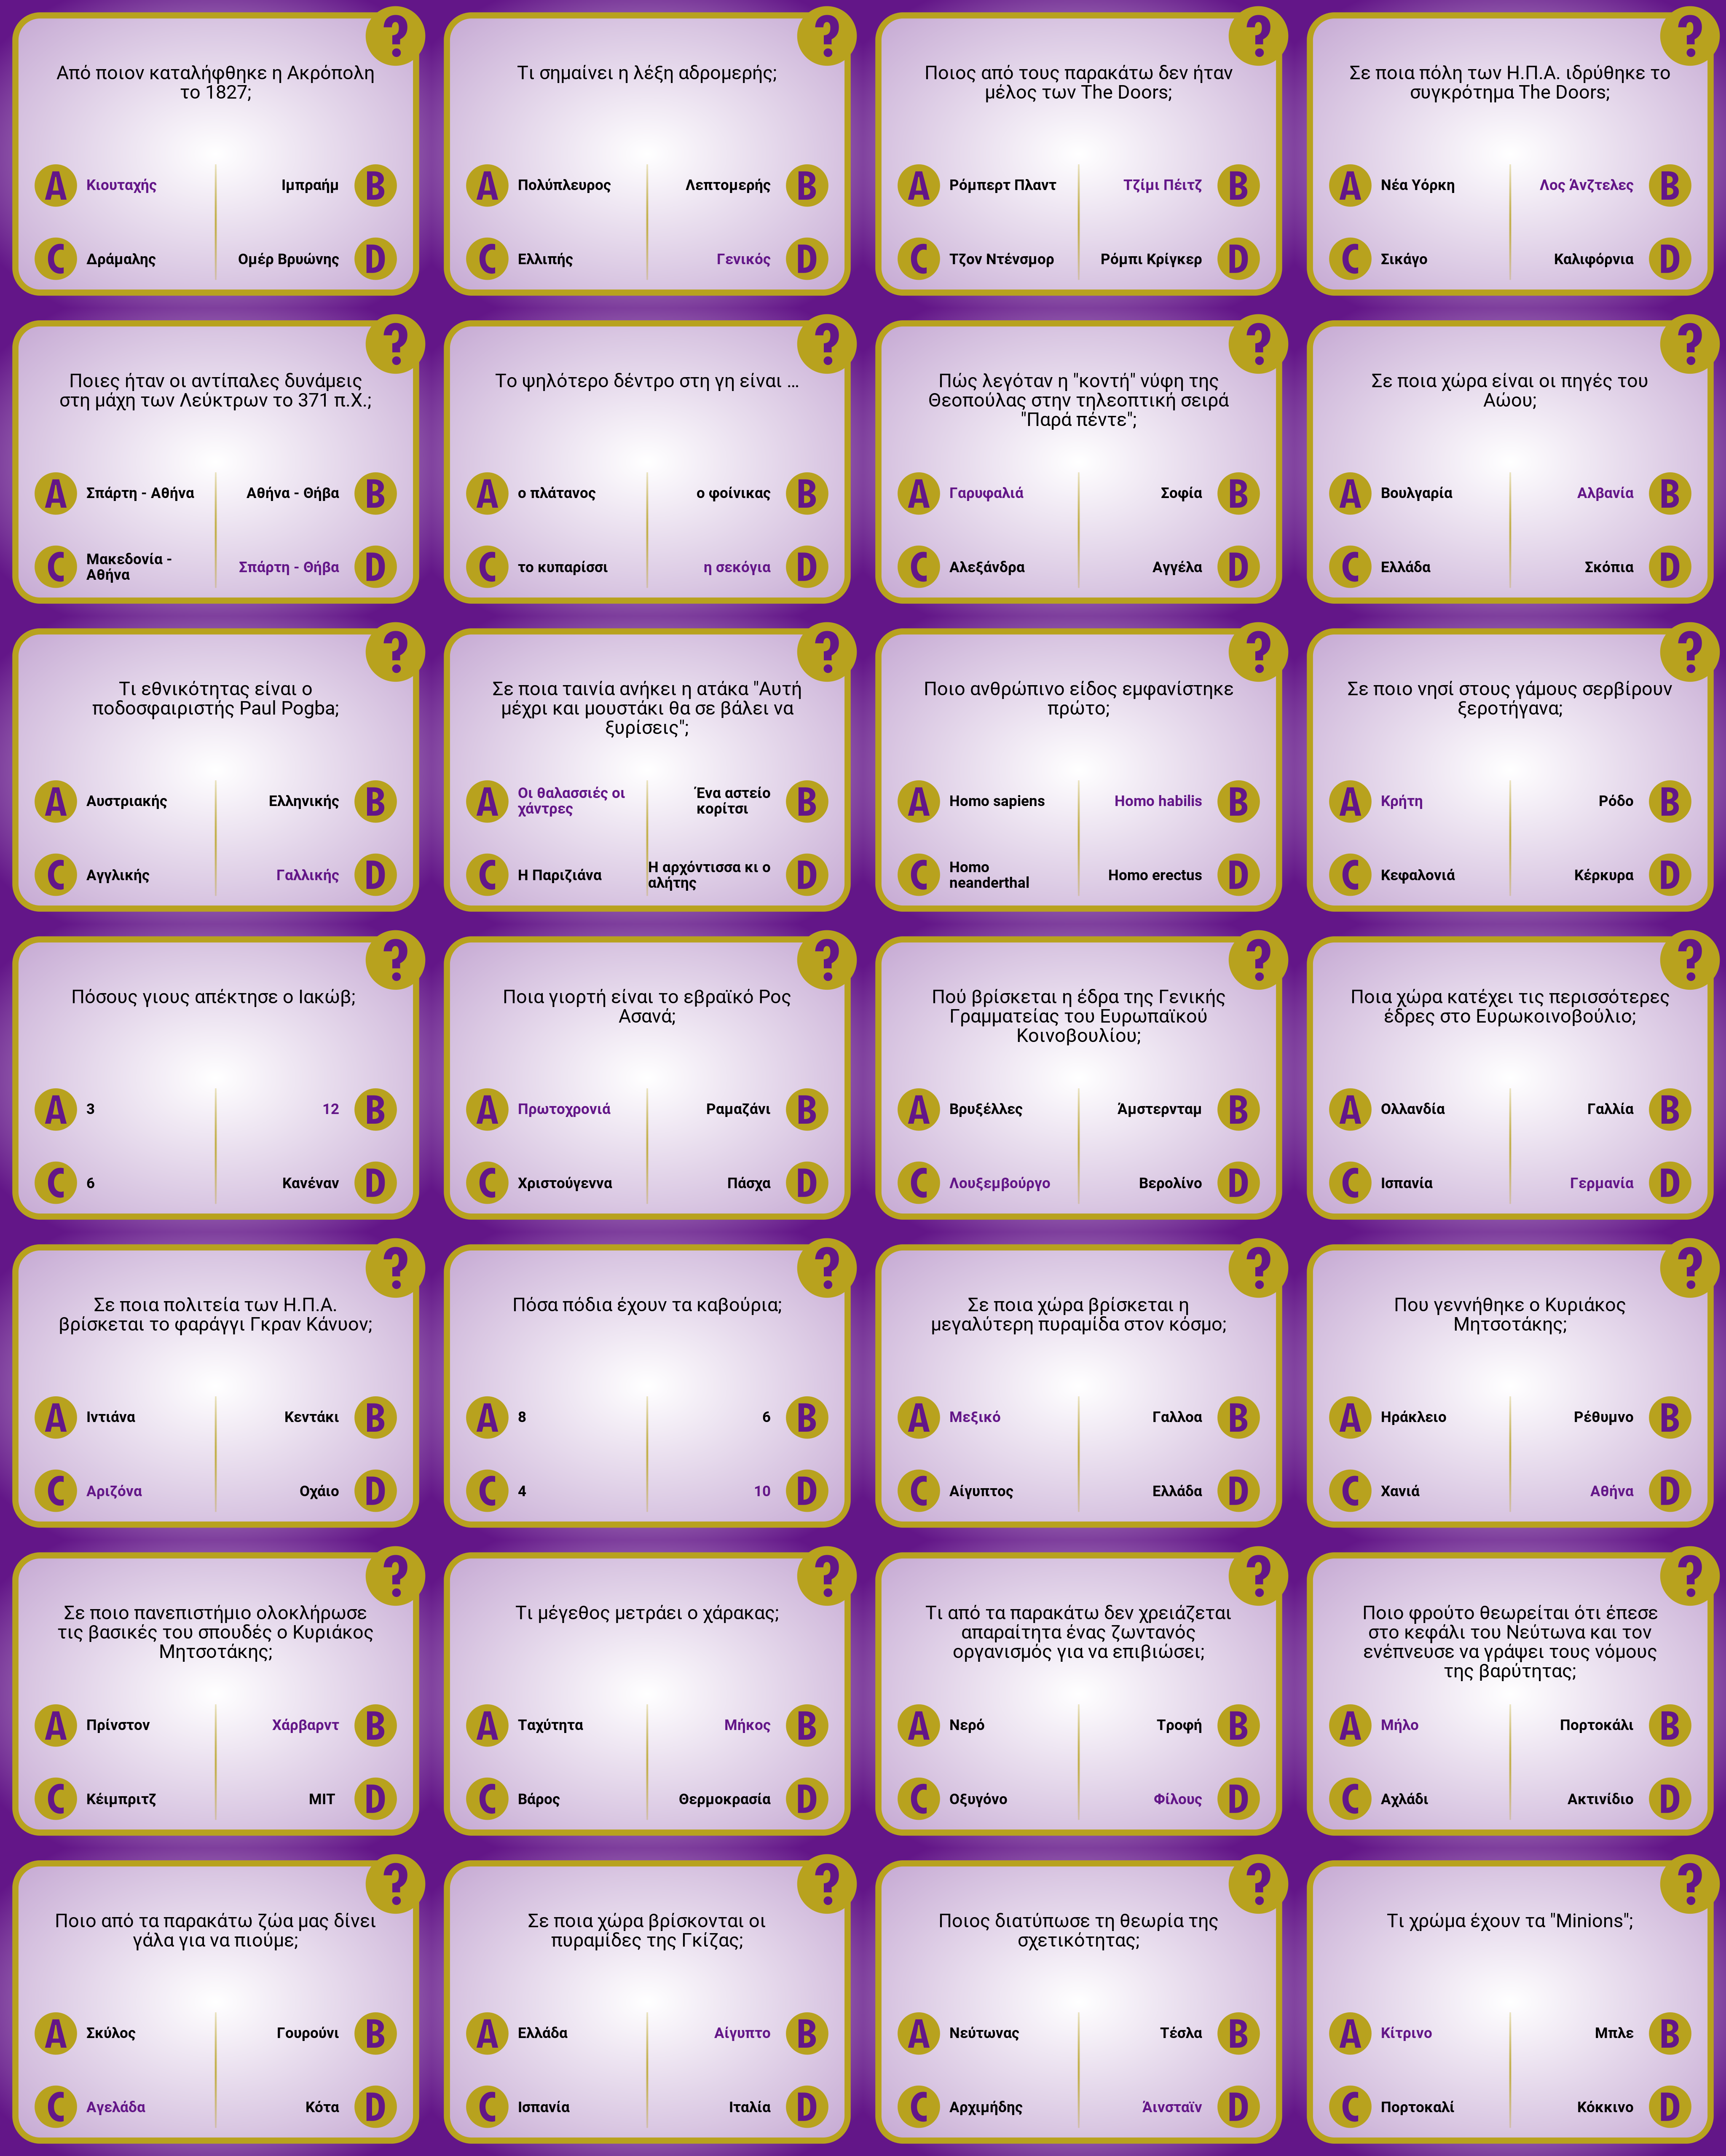 ?
Από ποιον καταλήφθηκε η Ακρόπολη
το 1827;
A Κιουταχής
Ιμπραήμ B
C Δράμαλης
Ομέρ Βρυώνης D
?
Τι σημαίνει η λέξη αδρομερής;
A Πολύπλευρος
Λεπτομερής B
C Ελλιπής
Γενικός D
?
Ποιος από τους παρακάτω δεν ήταν
μέλος των The Doors;
A Ρόμπερτ Πλαντ
Τζίμι Πέιτζ B
C Τζον Ντένσμορ
Ρόμπι Κρίγκερ D
?
Σε ποια πόλη των Η.Π.Α. ιδρύθηκε το
συγκρότημα The Doors;
A Νέα Υόρκη
Λος Άνζτελες B
C Σικάγο
Καλιφόρνια D
?
Ποιες ήταν οι αντίπαλες δυνάμεις
στη μάχη των Λεύκτρων το 371 π.Χ.;
A Σπάρτη - Αθήνα
Αθήνα - Θήβα B
C Μακεδονία -
Αθήνα
Σπάρτη - Θήβα D
?
Το ψηλότερο δέντρο στη γη είναι ...
A ο πλάτανος
ο φοίνικας B
C το κυπαρίσσι
η σεκόγια D
?
Πώς λεγόταν η "κοντή" νύφη της
Θεοπούλας στην τηλεοπτική σειρά
"Παρά πέντε";
A Γαρυφαλιά
Σοφία B
C Αλεξάνδρα
Αγγέλα D
?
Σε ποια χώρα είναι οι πηγές του
Αώου;
A Βουλγαρία
Αλβανία B
C Ελλάδα
Σκόπια D
?
Τι εθνικότητας είναι ο
ποδοσφαιριστής Paul Pogba;
A Αυστριακής
Ελληνικής B
C Αγγλικής
Γαλλικής D
?
Σε ποια ταινία ανήκει η ατάκα "Αυτή
μέχρι και μουστάκι θα σε βάλει να
ξυρίσεις";
A Οι θαλασσιές οι
χάντρες
Ένα αστείο
κορίτσι B
C Η Παριζιάνα
Η αρχόντισσα κι ο
αλήτης D
?
Ποιο ανθρώπινο είδος εμφανίστηκε
πρώτο;
A Homo sapiens
Homo habilis B
C Homo
neanderthal
Homo erectus D
?
Σε ποιο νησί στους γάμους σερβίρουν
ξεροτήγανα;
A Κρήτη
Ρόδο B
C Κεφαλονιά
Κέρκυρα D
?
Πόσους γιους απέκτησε ο Ιακώβ;
A 3
12 B
C 6
Κανέναν D
?
Ποια γιορτή είναι το εβραϊκό Ρος
Ασανά;
A Πρωτοχρονιά
Ραμαζάνι B
C Χριστούγεννα
Πάσχα D
?
Πού βρίσκεται η έδρα της Γενικής
Γραμματείας του Ευρωπαϊκού
Κοινοβουλίου;
A Βρυξέλλες
Άμστερνταμ B
C Λουξεμβούργο
Βερολίνο D
?
Ποια χώρα κατέχει τις περισσότερες
έδρες στο Ευρωκοινοβούλιο;
A Ολλανδία
Γαλλία B
C Ισπανία
Γερμανία D
?
Σε ποια πολιτεία των Η.Π.Α.
βρίσκεται το φαράγγι Γκραν Κάνυον;
A Ιντιάνα
Κεντάκι B
C Αριζόνα
Οχάιο D
?
Πόσα πόδια έχουν τα καβούρια;
A 8
6 B
C 4
10 D
?
Σε ποια χώρα βρίσκεται η
μεγαλύτερη πυραμίδα στον κόσμο;
A Μεξικό
Γαλλοα B
C Αίγυπτος
Ελλάδα D
?
Που γεννήθηκε ο Κυριάκος
Μητσοτάκης;
A Ηράκλειο
Ρέθυμνο B
C Χανιά
Αθήνα D
?
Σε ποιο πανεπιστήμιο ολοκλήρωσε
τις βασικές του σπουδές ο Κυριάκος
Μητσοτάκης;
A Πρίνστον
Χάρβαρντ B
C Κέιμπριτζ
MIT D
?
Τι μέγεθος μετράει ο χάρακας;
A Ταχύτητα
Μήκος B
C Βάρος
Θερμοκρασία D
?
Τι από τα παρακάτω δεν χρειάζεται
απαραίτητα ένας ζωντανός
οργανισμός για να επιβιώσει;
A Νερό
Τροφή B
C Οξυγόνο
Φίλους D
?
Ποιο φρούτο θεωρείται ότι έπεσε
στο κεφάλι του Νεύτωνα και τον
ενέπνευσε να γράψει τους νόμους
της βαρύτητας;
A Μήλο
Πορτοκάλι B
C Αχλάδι
Ακτινίδιο D
?
Ποιο από τα παρακάτω ζώα μας δίνει
γάλα για να πιούμε;
A Σκύλος
Γουρούνι B
C Αγελάδα
Κότα D
?
Σε ποια χώρα βρίσκονται οι
πυραμίδες της Γκίζας;
A Ελλάδα
Αίγυπτο B
C Ισπανία
Ιταλία D
?
Ποιος διατύπωσε τη θεωρία της
σχετικότητας;
A Νεύτωνας
Τέσλα B
C Αρχιμήδης
Άινσταϊν D
?
Τι χρώμα έχουν τα "Minions";
A Κίτρινο
Μπλε B
C Πορτοκαλί
Κόκκινο D